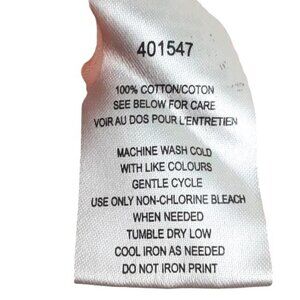 401547
100% COTTON/COTON
SEE BELOW FOR CARE
VOIR AU DOS POUR L'ENTRETIEN
MACHINE WASH COLD
WITH LIKE COLOURS
GENTLE CYCLE
USE ONLY NON-CHLORINE BLEACH
WHEN NEEDED
TUMBLE DRY LOW
COOL IRON AS NEEDED
DO NOT IRON PRINT